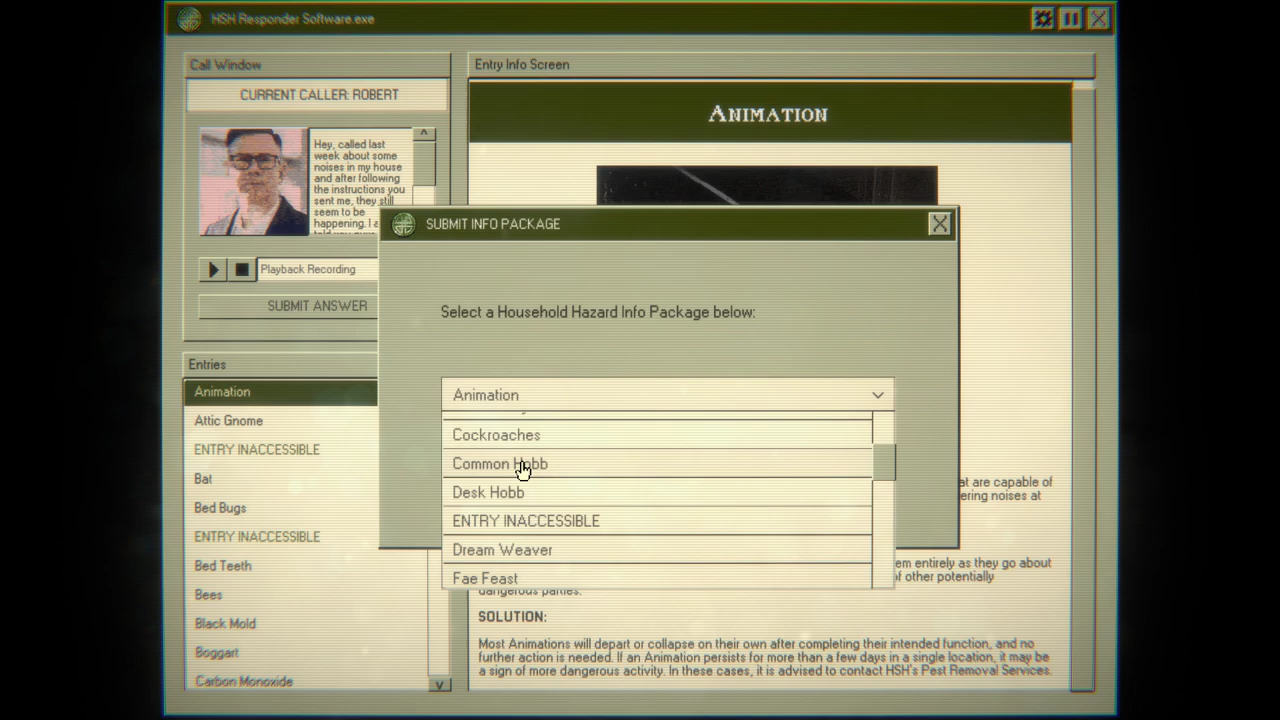 HSH Responder Software.exe
Call Window
CURRENT CALLER: ROBERT
Hey, called last
week about some
noises in my house
and after following
the instructions you
sent me, they still
seem to be
happening. I
Playback Recording
SUBMIT ANSWER
Entries
Animation
Attic Gnome
ENTRY INACCESSIBLE
Bat
Bed Bugs
ENTRY INACCESSIBLE
Bed Teeth
Bees
Black Mold
Boggart
Carbon Monoxide
Entry Info Screen
ANIMATION
SUBMIT INFO PACKAGE
Select a Household Hazard Info Package below:
Animation
Cockroaches
Common Hobb
Desk Hobb
ENTRY INACCESSIBLE
Dream Weaver
Fae Feast
at are capable of
ering noises at
em entirely as they go about
of other potentially
dangerous parties.
SOLUTION:
Most Animations will depart or collapse on their own after completing their intended function, and no
further action is needed. If an Animation persists for more than a few days in a single location, it may be
a sign of more dangerous activity. In these cases, it is advised to contact HSH's Pest Removal Services.